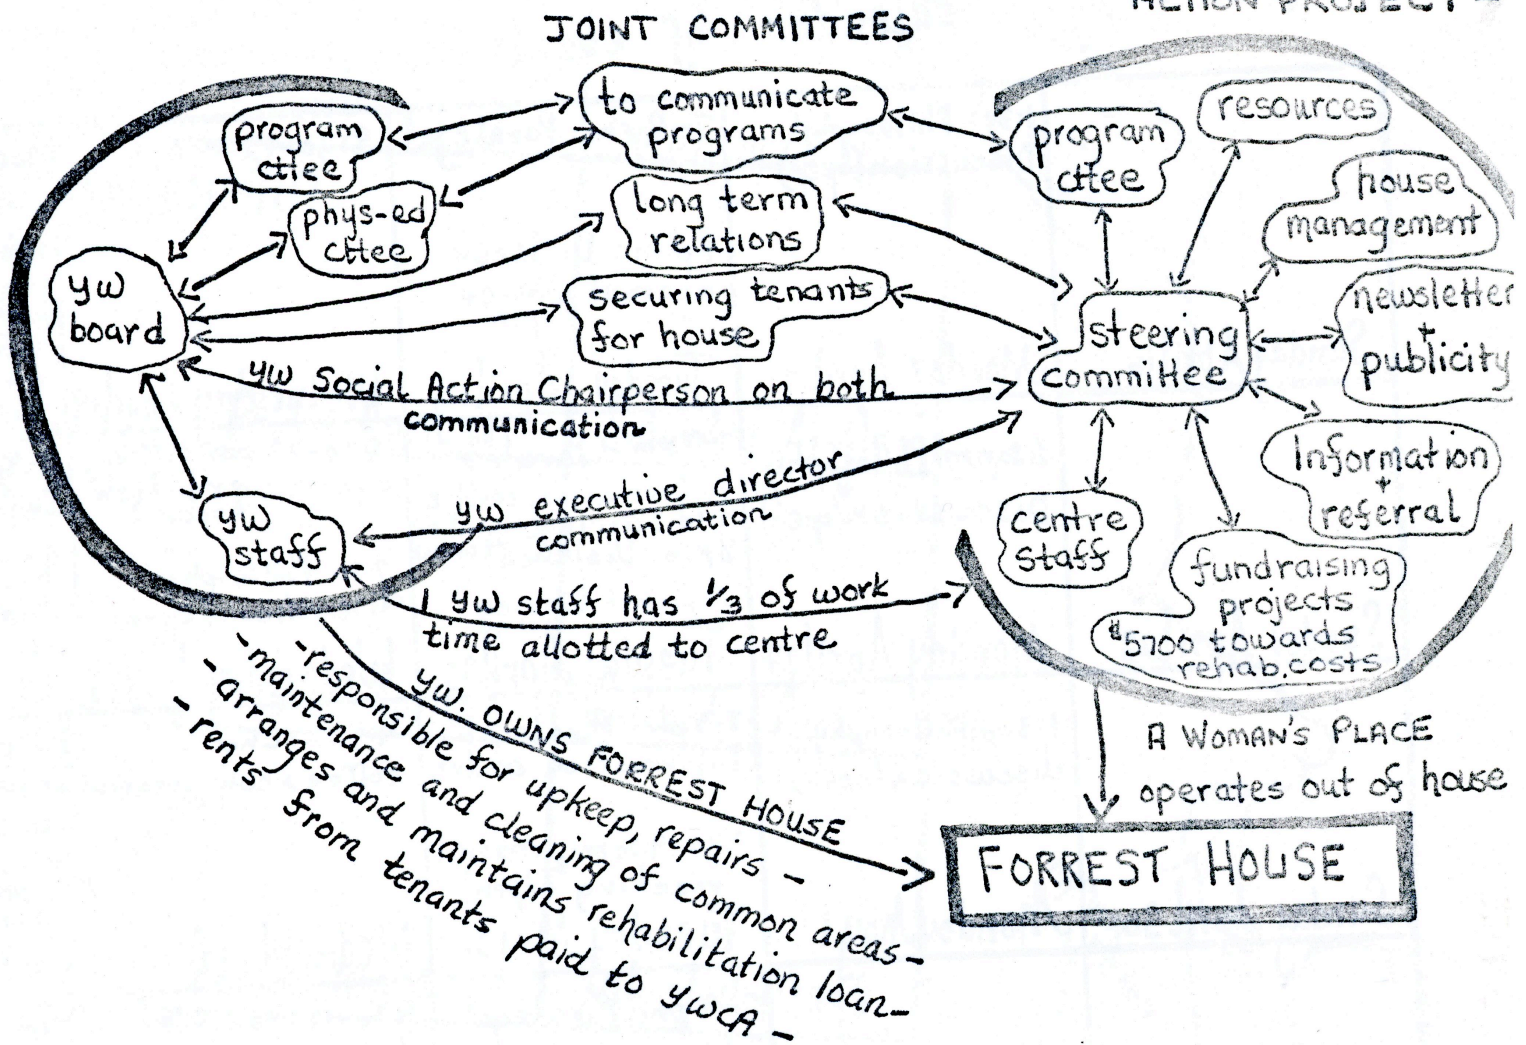 ACTION PROJECT
JOINT COMMITTEES
program
cttee
phys-ed
cttee
yw
board
yw
staff
to communicate
programs
long term
relations
securing tenants
for house
yw Social Action Chairperson on both
communication
yw executive director
communication
1 yw staff has 1/3 of work
time allotted to centre
program
cttee
resources
house
management
newsletter
+
publicity
steering
committee
Information
+
referral
centre
staff
fundraising
projects
$5700 towards
rehab. costs
yw. OWNS FORREST HOUSE
- responsible for upkeep, repairs -
- maintenance and cleaning of common areas -
- arranges and maintains rehabilitation loan -
- rents from tenants paid to YWCA -
A WOMAN'S PLACE
operates out of house
FORREST HOUSE